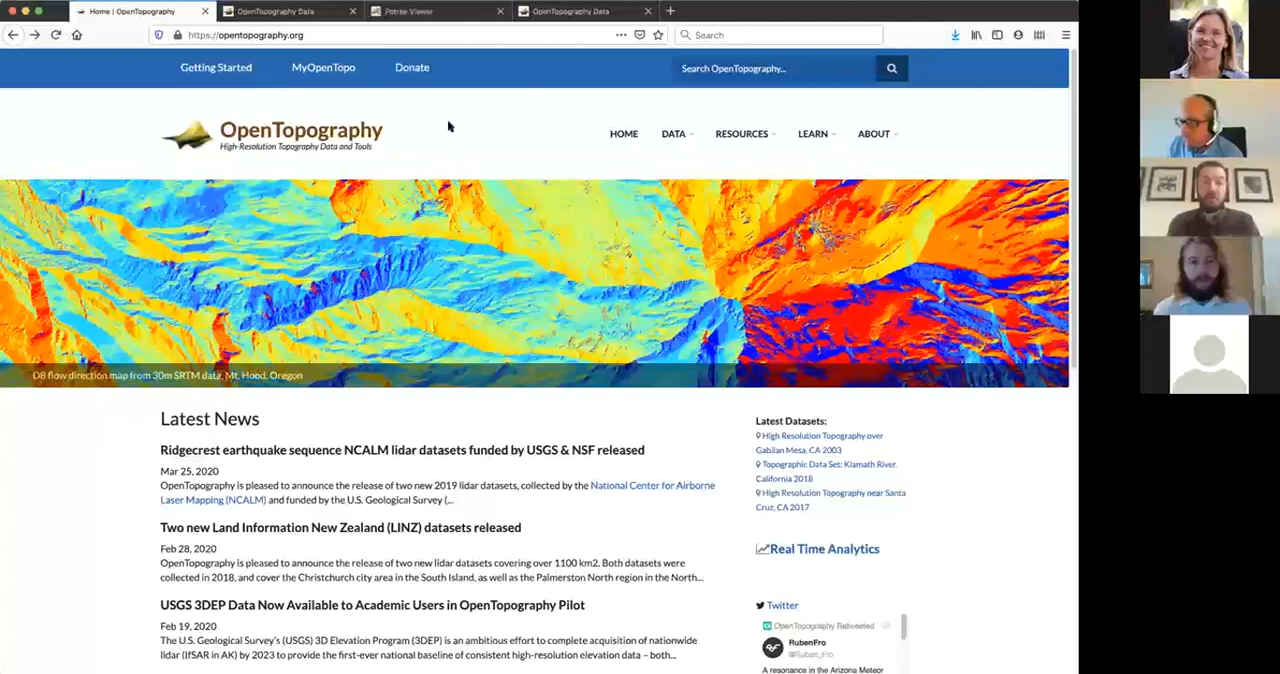 Home | OpenTopography
OpenTopography Data
Potree Viewer
OpenTopography Data
https://opentopography.org
Search
Getting Started
MyOpenTopo
Donate
Search OpenTopography...
OpenTopography
High-Resolution Topography Data and Tools
HOME
DATA
RESOURCES
LEARN
ABOUT
D8 flow direction map from 30m SRTM data, Mt. Hood, Oregon
Latest News
Ridgecrest earthquake sequence NCALM lidar datasets funded by USGS & NSF released
Mar 25, 2020
OpenTopography is pleased to announce the release of two new 2019 lidar datasets, collected by the National Center for Airborne
Laser Mapping (NCALM) and funded by the U.S. Geological Survey (...
Two new Land Information New Zealand (LINZ) datasets released
Feb 28, 2020
OpenTopography is pleased to announce the release of two new lidar datasets covering over 1100 km2. Both datasets were
collected in 2018, and cover the Christchurch city area in the South Island, as well as the Palmerston North region in the North...
USGS 3DEP Data Now Available to Academic Users in OpenTopography Pilot
Feb 19, 2020
The U.S. Geological Survey's (USGS) 3D Elevation Program (3DEP) is an ambitious effort to complete acquisition of nationwide
lidar (IfSAR in AK) by 2023 to provide the first-ever national baseline of consistent high-resolution elevation data – both...
Latest Datasets:
High Resolution Topography over
Gabilan Mesa, CA 2003
Topographic Data Set: Klamath River,
California 2018
High Resolution Topography near Santa
Cruz, CA 2017
Real Time Analytics
Twitter
OpenTopography Retweeted
RubenFro
@Ruben_Fro
A resonance in the Arizona Meteor